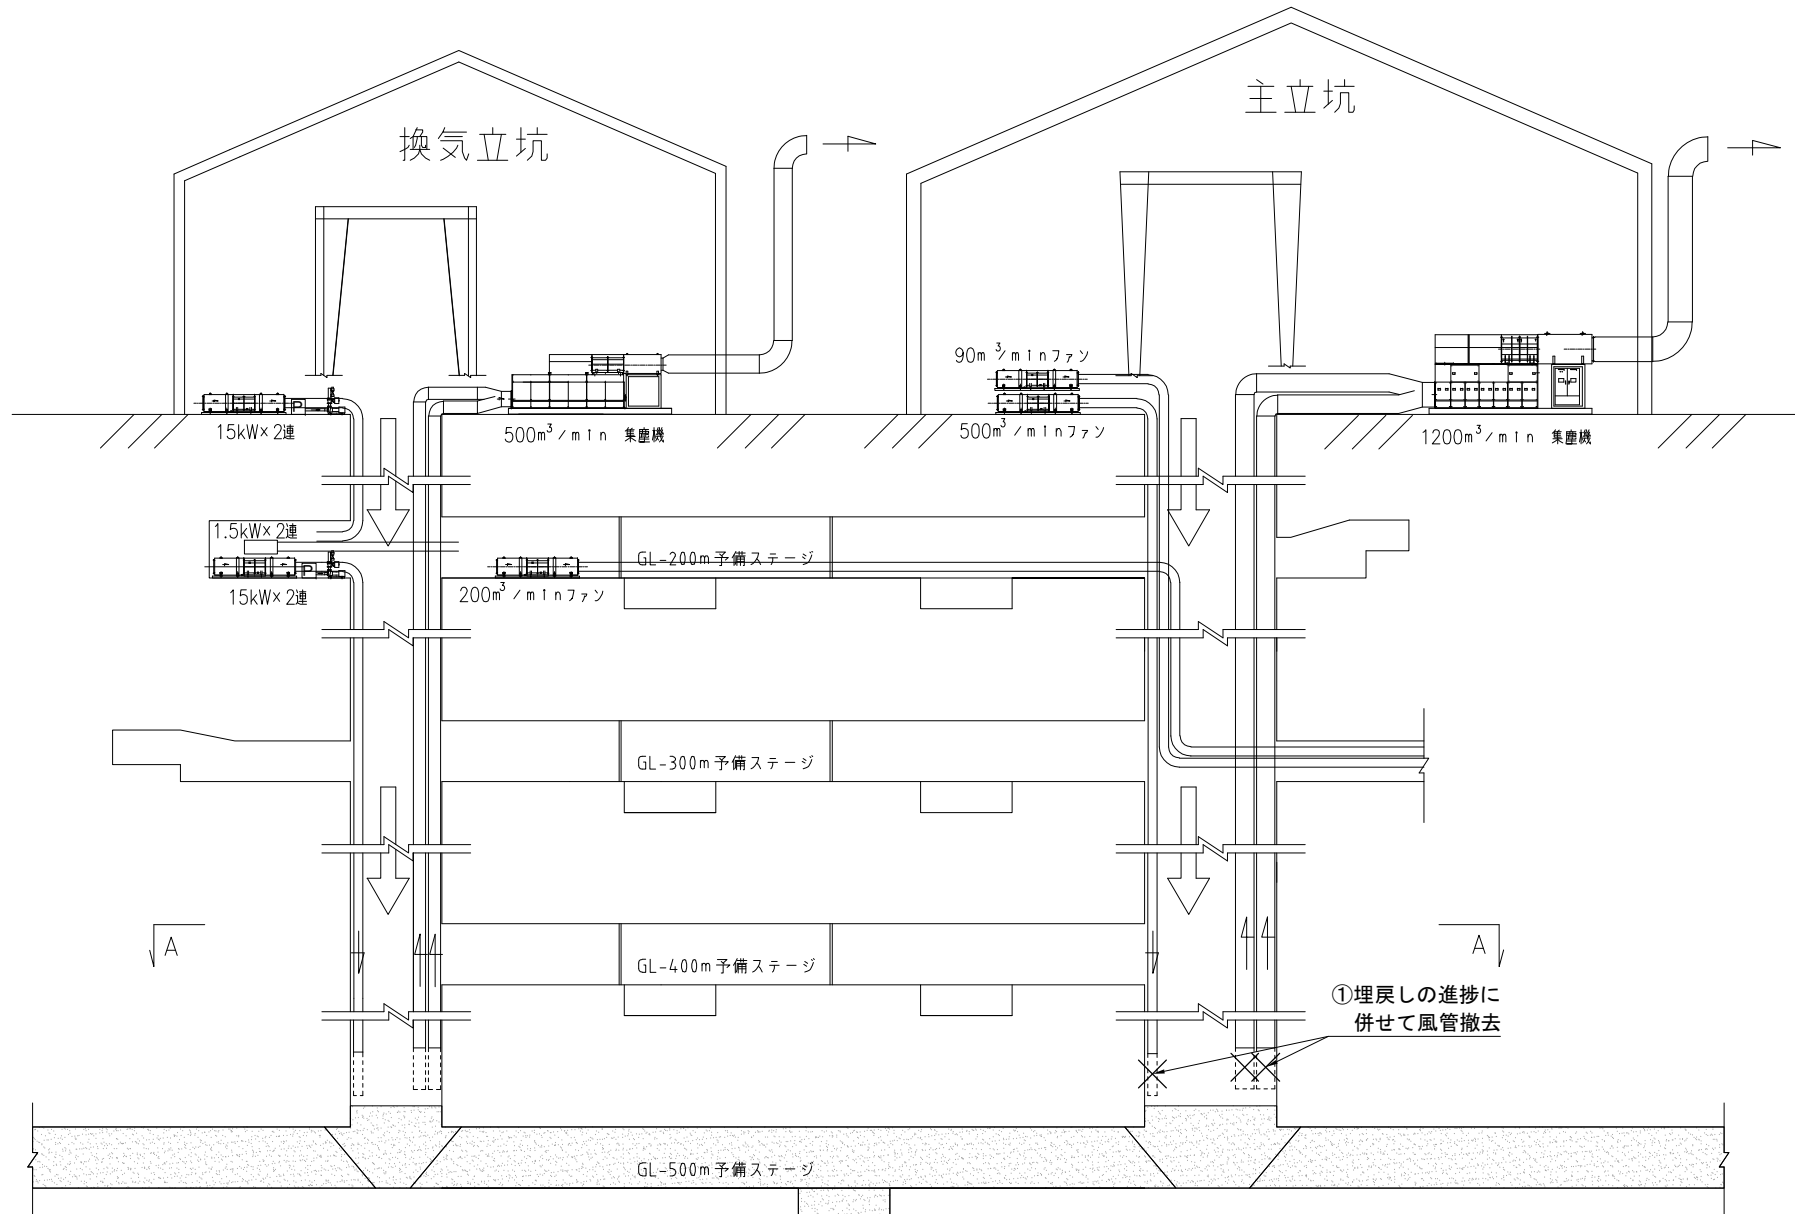 換気立坑
主立坑
90m³/minファン
15kW×2連
500m³/min 集塵機
500m³/minファン
1200m³/min 集塵機
1.5kW×2連
P
GL-200m予備ステージ
P
15kW×2連
200m³/minファン
GL-300m予備ステージ
A
A
GL-400m予備ステージ
①埋戻しの進捗に
併せて風管撤去
GL-500m予備ステージ